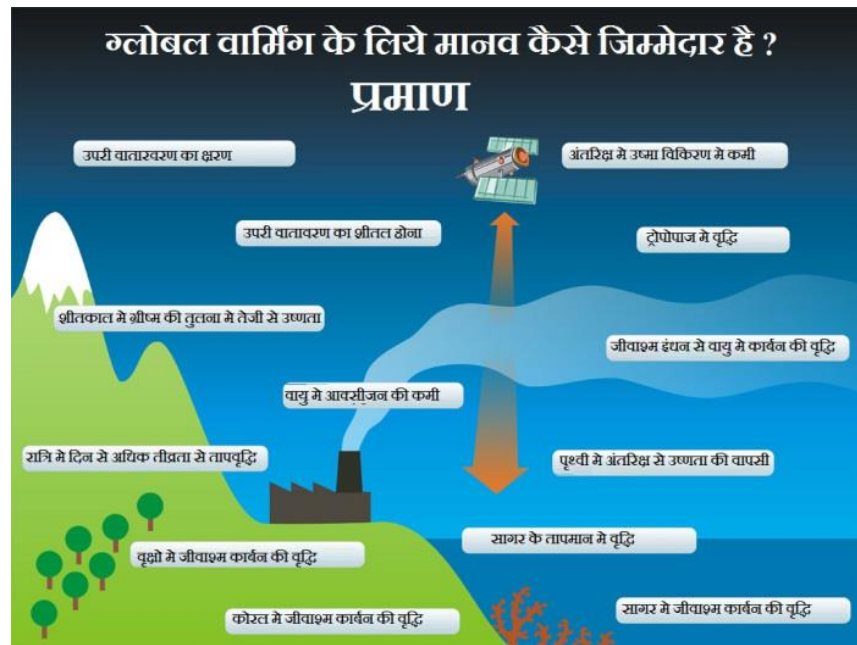 ग्लोबल वार्मिंग के लिये मानव कैसे जिम्मेदार है ?
प्रमाण
उपरी वातारवरण का क्षरण
अंतरिक्ष मे उष्मा विकिरण मे कमी
उपरी वातावरण का शीतल होना
ट्रोपोपाज मे वृद्धि
शीतकाल मे ग्रीष्म की तुलना मे तेजी से उष्णता
जीवाश्म इंधन से वायु मे कार्बन की वृद्धि
वायु मे आक्सीजन की कमी
रात्रि मे दिन से अधिक तीव्रता से तापवृद्धि
पृथ्वी मे अंतरिक्ष से उष्णता की वापसी
सागर के तापमान मे वृद्धि
वृक्षो मे जीवाश्म कार्बन की वृद्धि
कोरल मे जीवाश्म कार्बन की वृद्धि
सागर मे जीवाश्म कार्बन की वृद्धि